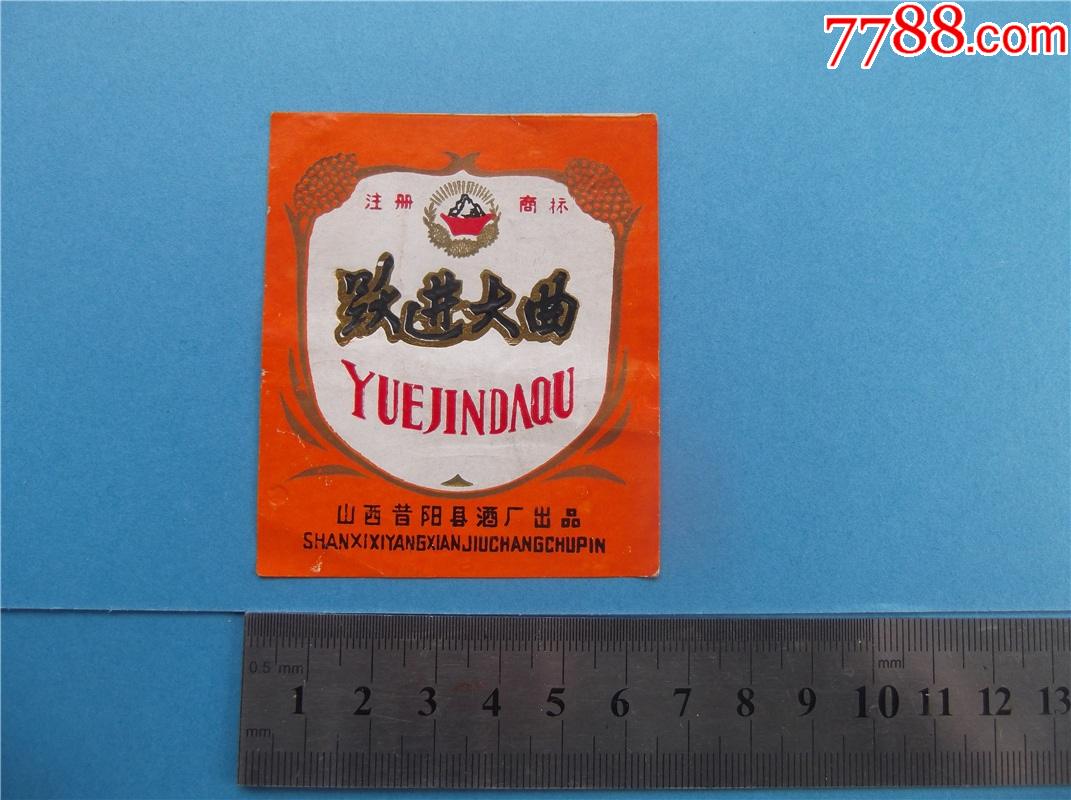 7788.com
注册 商标
跃进大曲
YUEJINDAQU
山西昔阳县酒厂出品
SHANXIXIYANGXIANJIUCHANGCHUPIN
0.5 mm mm
1 2 3 4 5 6 7 8 9 10 11 12 13
mm